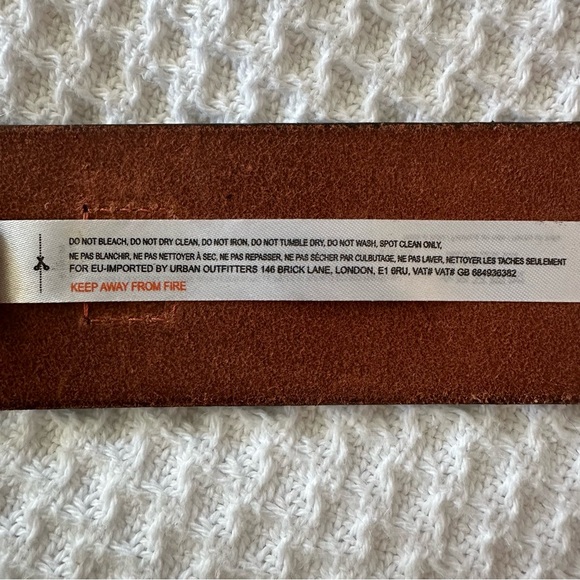 DO NOT BLEACH, DO NOT DRY CLEAN, DO NOT IRON, DO NOT TUMBLE DRY, DO NOT WASH, SPOT CLEAN ONLY,
NE PAS BLANCHIR, NE PAS NETTOYER À SEC, NE PAS REPASSER, NE PAS SÉCHER PAR CULBUTAGE, NE PAS LAVER, NETTOYER LES TACHES SEULEMENT
FOR EU-IMPORTED BY URBAN OUTFITTERS 146 BRICK LANE, LONDON, E1 6RU, VAT# VAT# GB 684936382
KEEP AWAY FROM FIRE